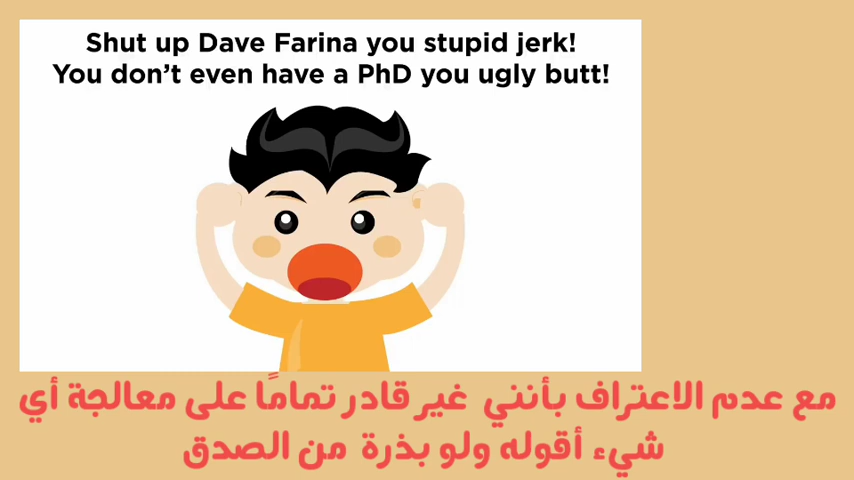 Shut up Dave Farina you stupid jerk!
You don’t even have a PhD you ugly butt!
مع عدم الاعتراف بأنني غير قادر تمامًا على معالجة أي
شيء أقوله ولو بذرة من الصدق